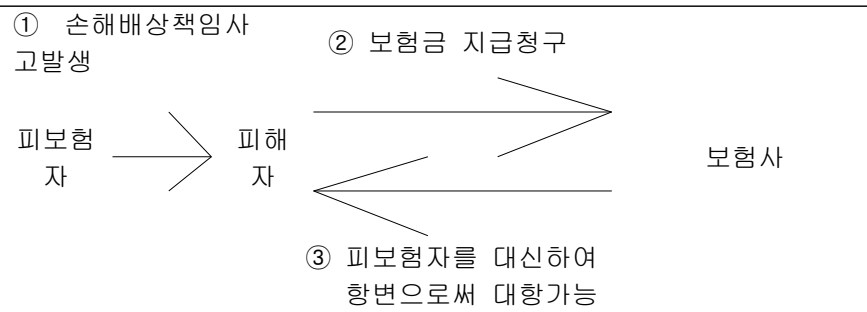 ① 손해배상책임사
고발생
② 보험금 지급청구
피보험
자
피해
자
보험사
③ 피보험자를 대신하여
항변으로써 대항가능